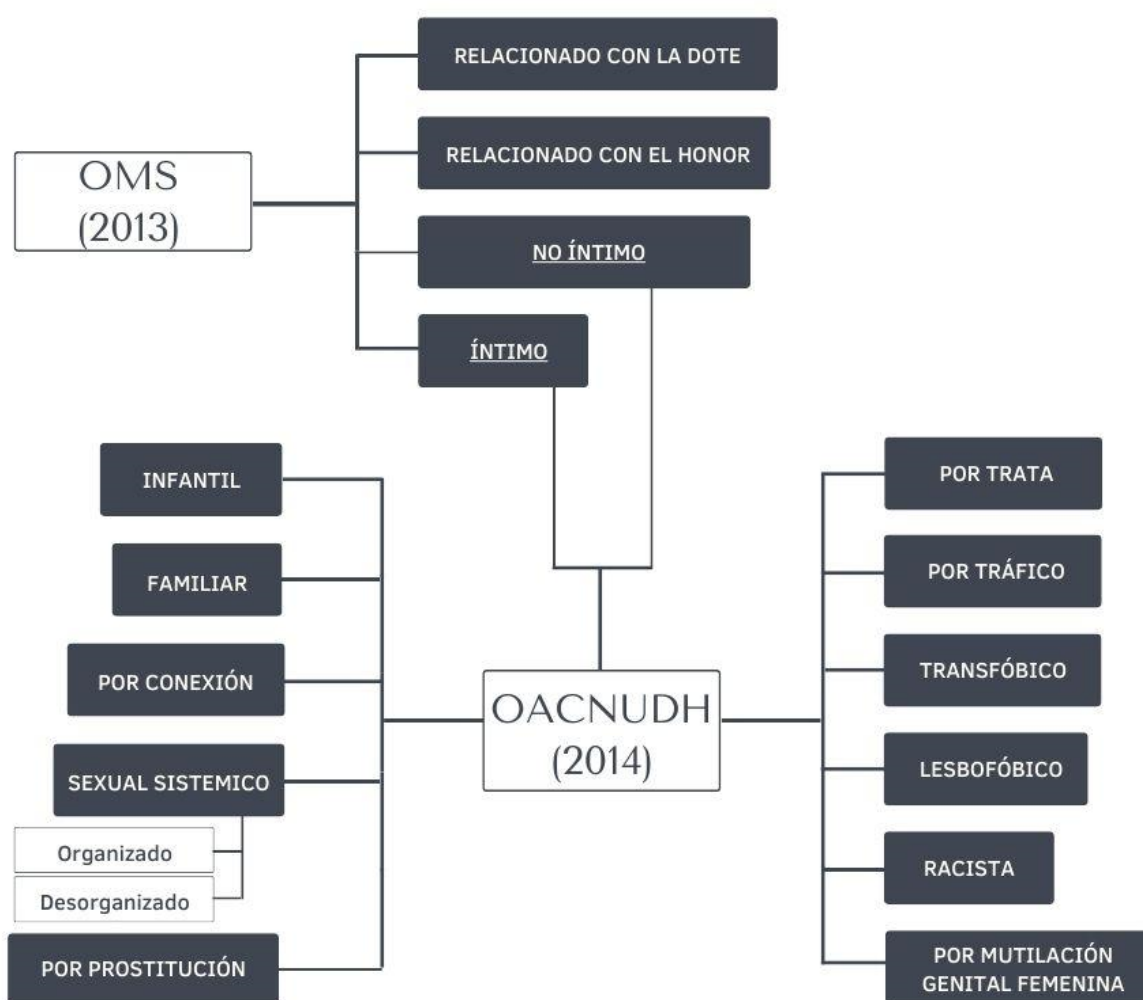 RELACIONADO CON LA DOTE
RELACIONADO CON EL HONOR
OMS
(2013)
NO ÍNTIMO
ÍNTIMO
INFANTIL
FAMILIAR
POR CONEXIÓN
SEXUAL SISTEMICO
Organizado
Desorganizado
POR PROSTITUCIÓN
OACNUDH
(2014)
POR TRATA
POR TRÁFICO
TRANSFÓBICO
LESBOFÓBICO
RACISTA
POR MUTILACIÓN
GENITAL FEMENINA